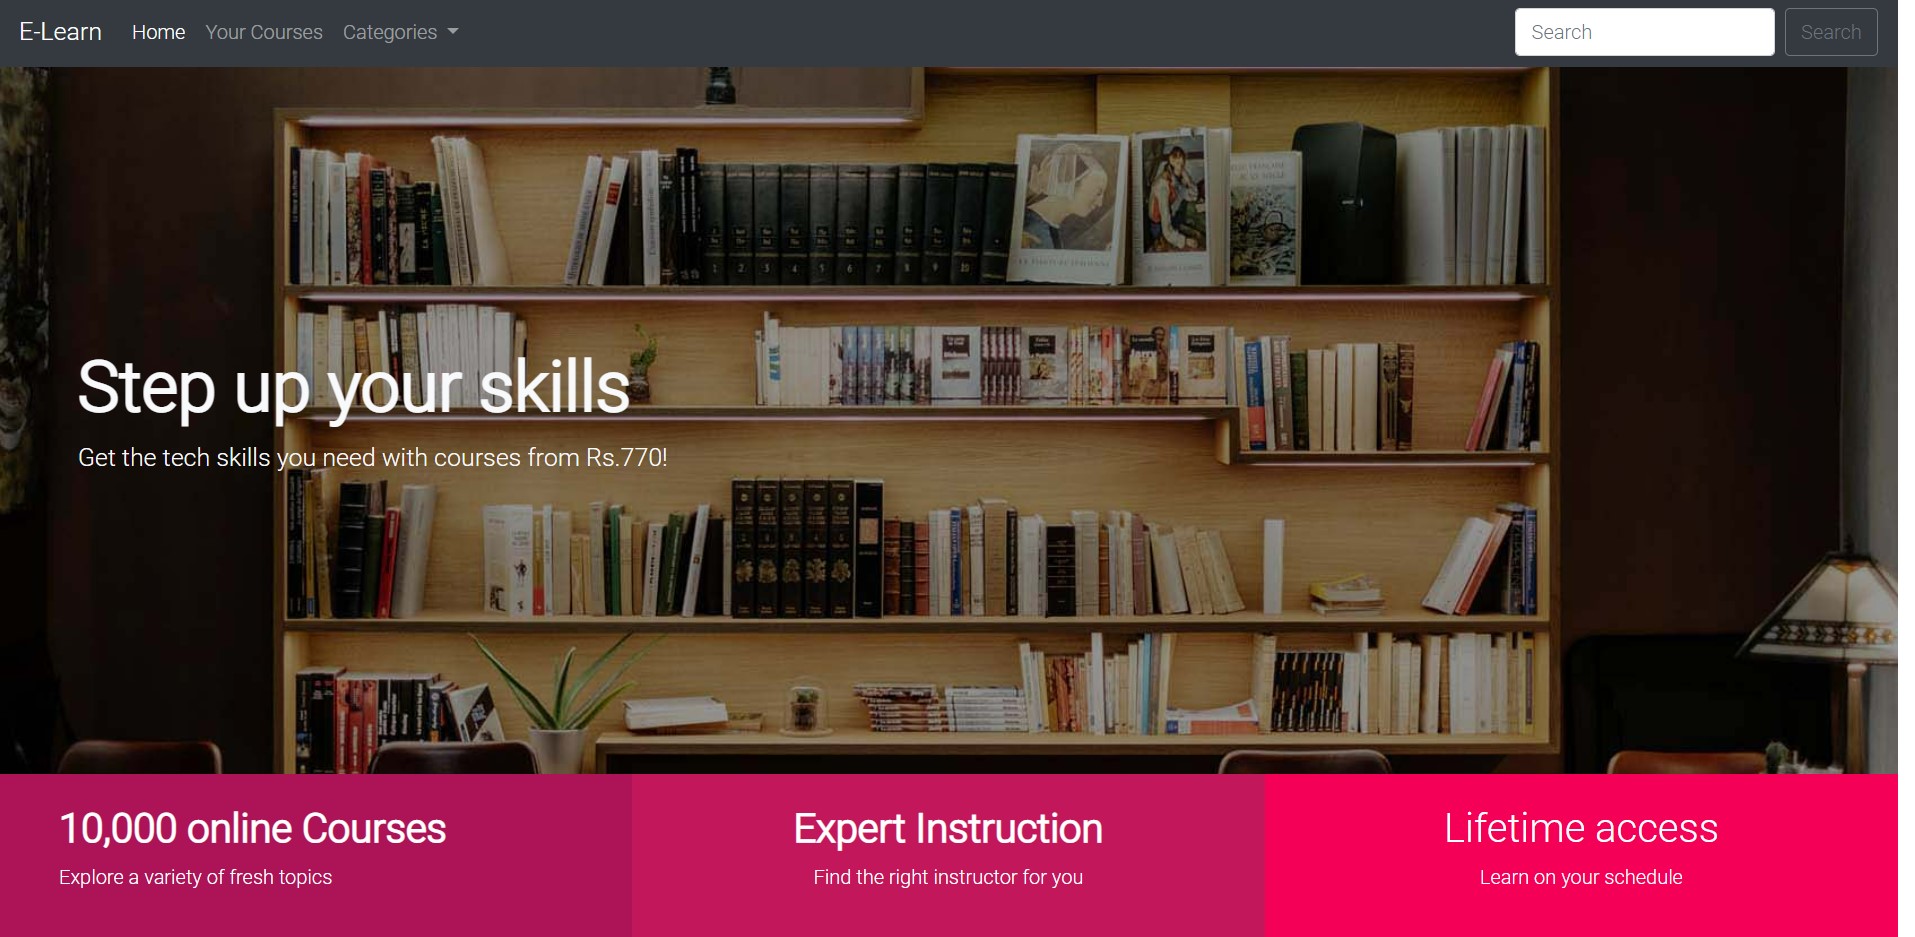 E-Learn Home Your Courses Categories Search Search
Step up your skills
Get the tech skills you need with courses from Rs.770!
10,000 online Courses
Explore a variety of fresh topics
Expert Instruction
Find the right instructor for you
Lifetime access
Learn on your schedule